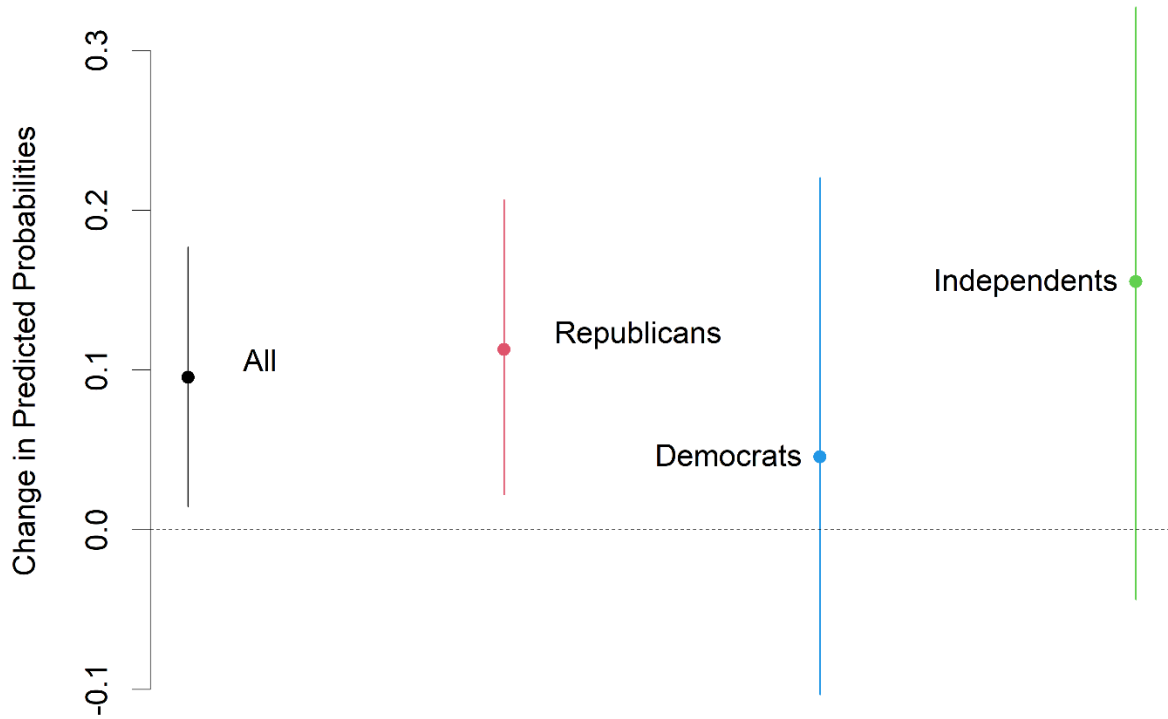 Change in Predicted Probabilities
0.3
0.2
0.1
0.0
-0.1
All
Republicans
Democrats
Independents